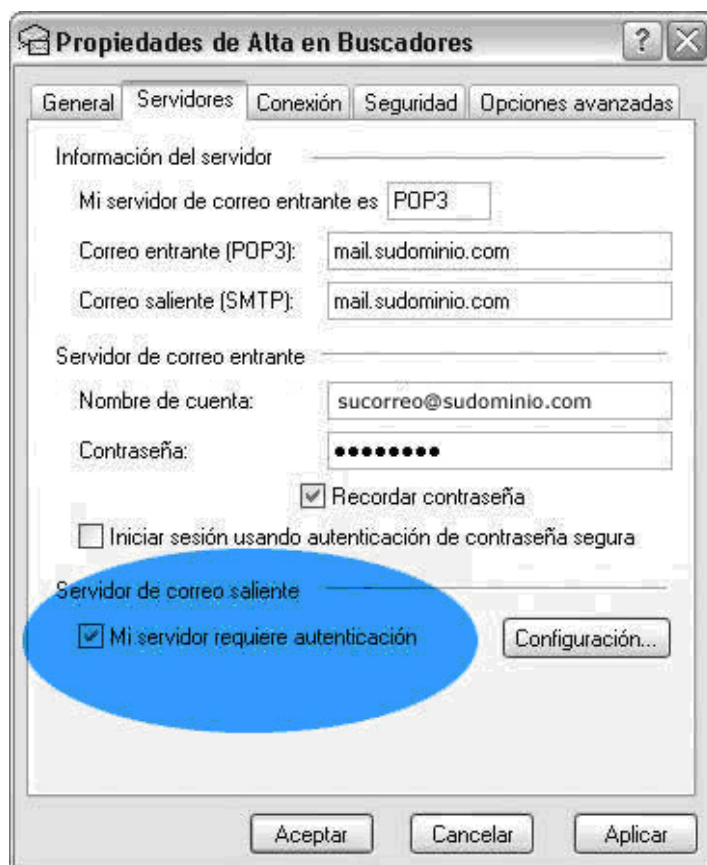 Propiedades de Alta en Buscadores
General Servidores Conexión Seguridad Opciones avanzadas
Información del servidor
Mi servidor de correo entrante es POP3
Correo entrante (POP3): mail.sudominio.com
Correo saliente (SMTP): mail.sudominio.com
Servidor de correo entrante
Nombre de cuenta: sucorreo@sudominio.com
Contraseña: ●●●●●●●●
Recordar contraseña
Iniciar sesión usando autenticación de contraseña segura
Servidor de correo saliente
Mi servidor requiere autenticación Configuración...
Aceptar Cancelar Aplicar